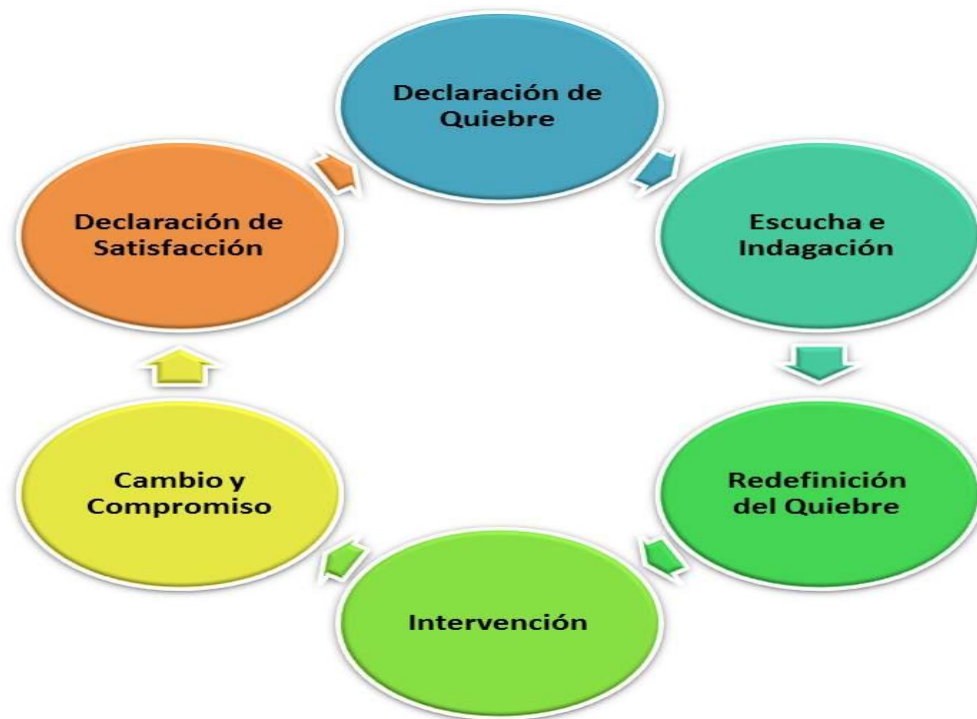 Declaración de
Quiebre
Escucha e
Indagación
Redefinición
del Quiebre
Intervención
Cambio y
Compromiso
Declaración de
Satisfacción